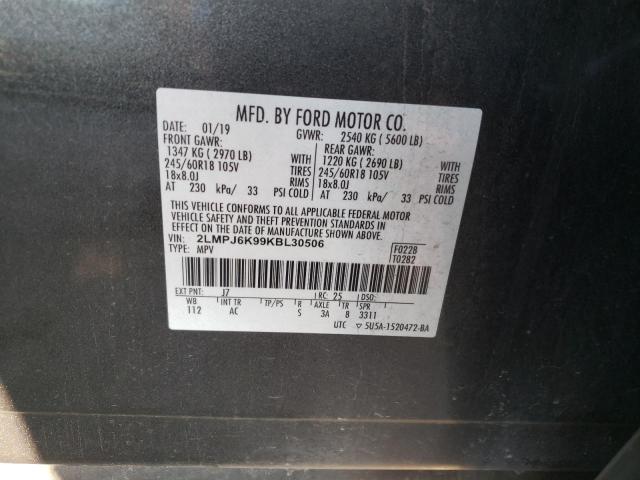 MFD. BY FORD MOTOR CO.
DATE: 01/19 GVWR: 2540 KG ( 5600 LB)
FRONT GAWR: REAR GAWR:
1347 KG ( 2970 LB) WITH 1220 KG ( 2690 LB) WITH
245/60R18 105V TIRES 245/60R18 105V TIRES
18x8.0J RIMS 18x8.0J RIMS
AT 230 kPa/ 33 PSI COLD AT 230 kPa/ 33 PSI COLD
THIS VEHICLE CONFORMS TO ALL APPLICABLE FEDERAL MOTOR
VEHICLE SAFETY AND THEFT PREVENTION STANDARDS IN
EFFECT ON THE DATE OF MANUFACTURE SHOWN ABOVE.
VIN: 2LMPJ6K99KBL30506 F0228
TYPE: MPV T0282
EXT PNT: J7 RC: 25 DSO:
WB INT TR TP/PS R AXLE TR SPR
112 AC S 3A 8 3311
UTC ▽5U5A-1520472-BA